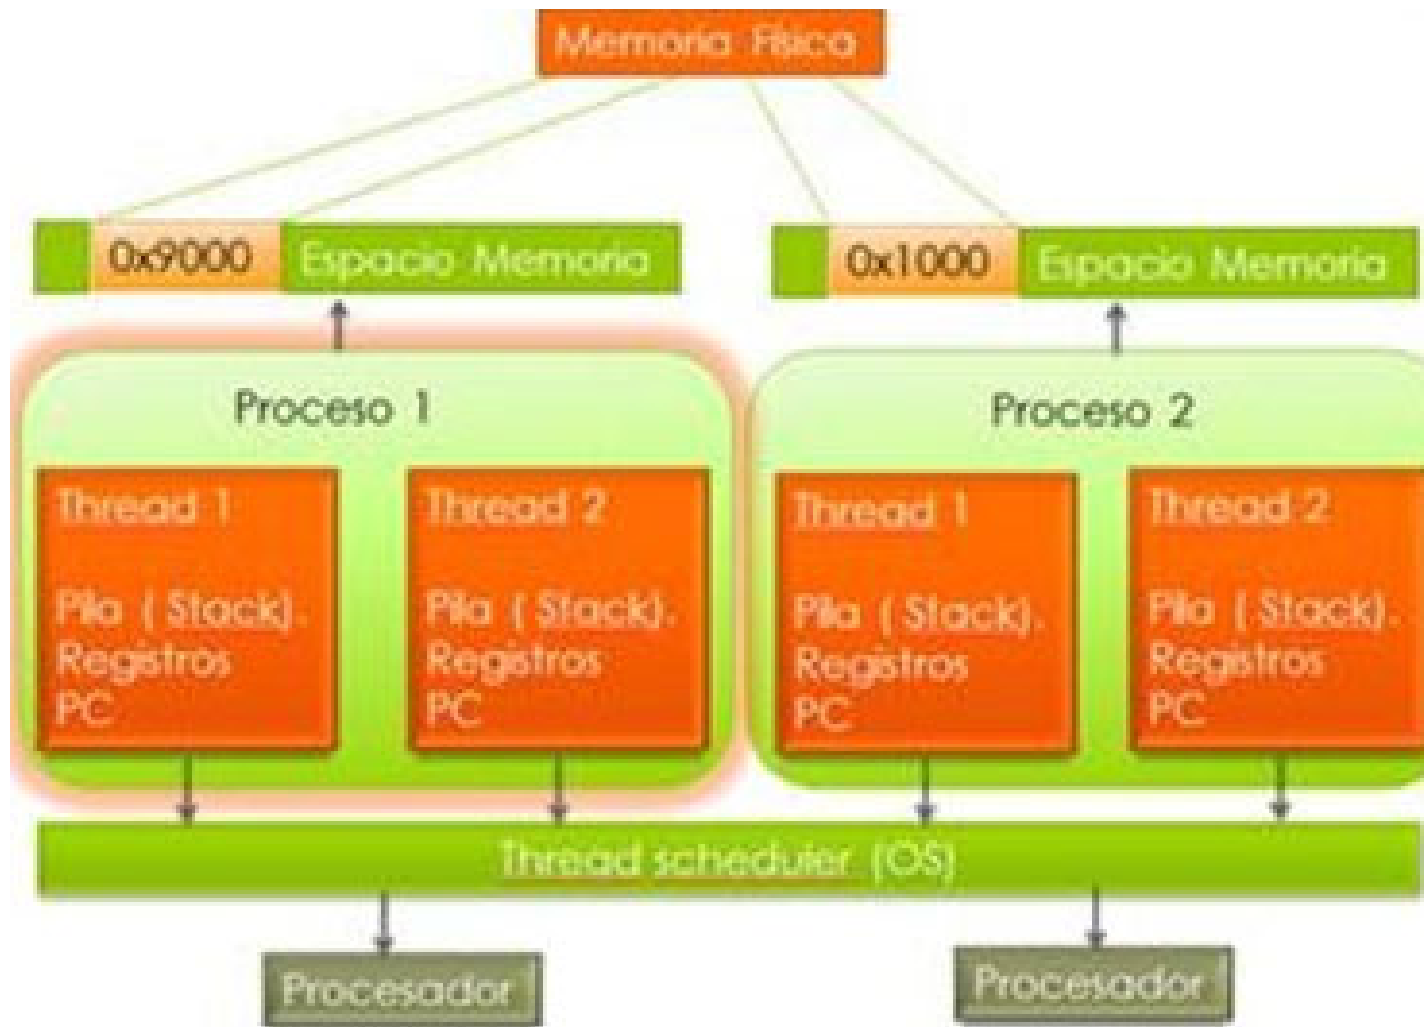 Memoria Física
0x9000 Espacio Memoria
0x1000 Espacio Memoria
Proceso 1
Thread 1
Pila ( Stack).
Registros
PC
Thread 2
Pila ( Stack).
Registros
PC
Proceso 2
Thread 1
Pila ( Stack).
Registros
PC
Thread 2
Pila ( Stack).
Registros
PC
Thread scheduler (OS)
Procesador
Procesador